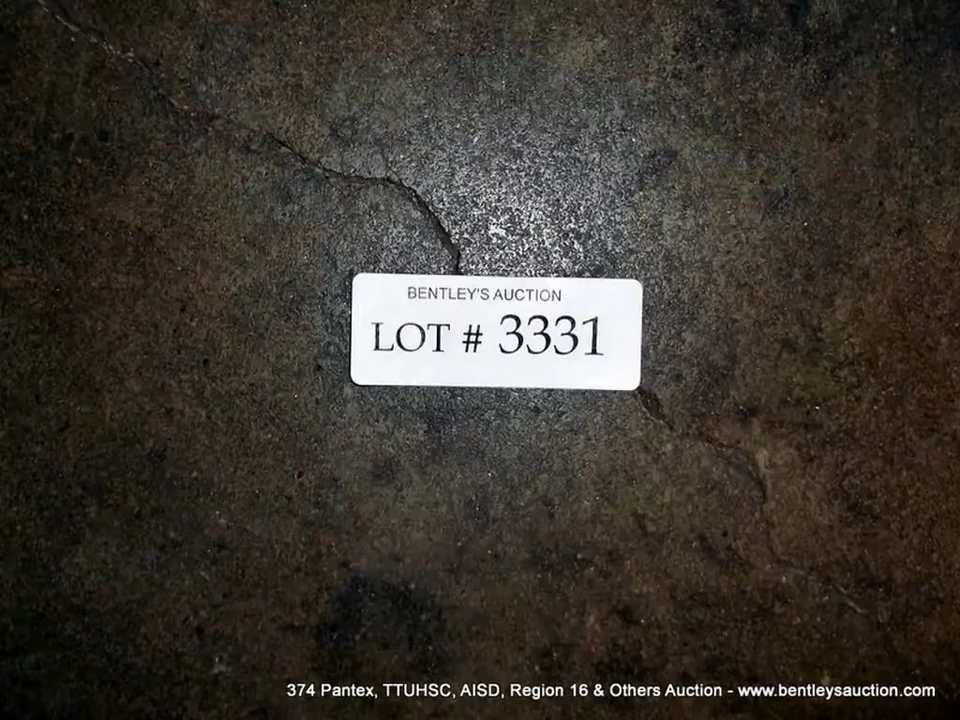 BENTLEY'S AUCTION
LOT # 3331
374 Pantex, TTUHSC, AISD, Region 16 & Others Auction - www.bentleysauction.com